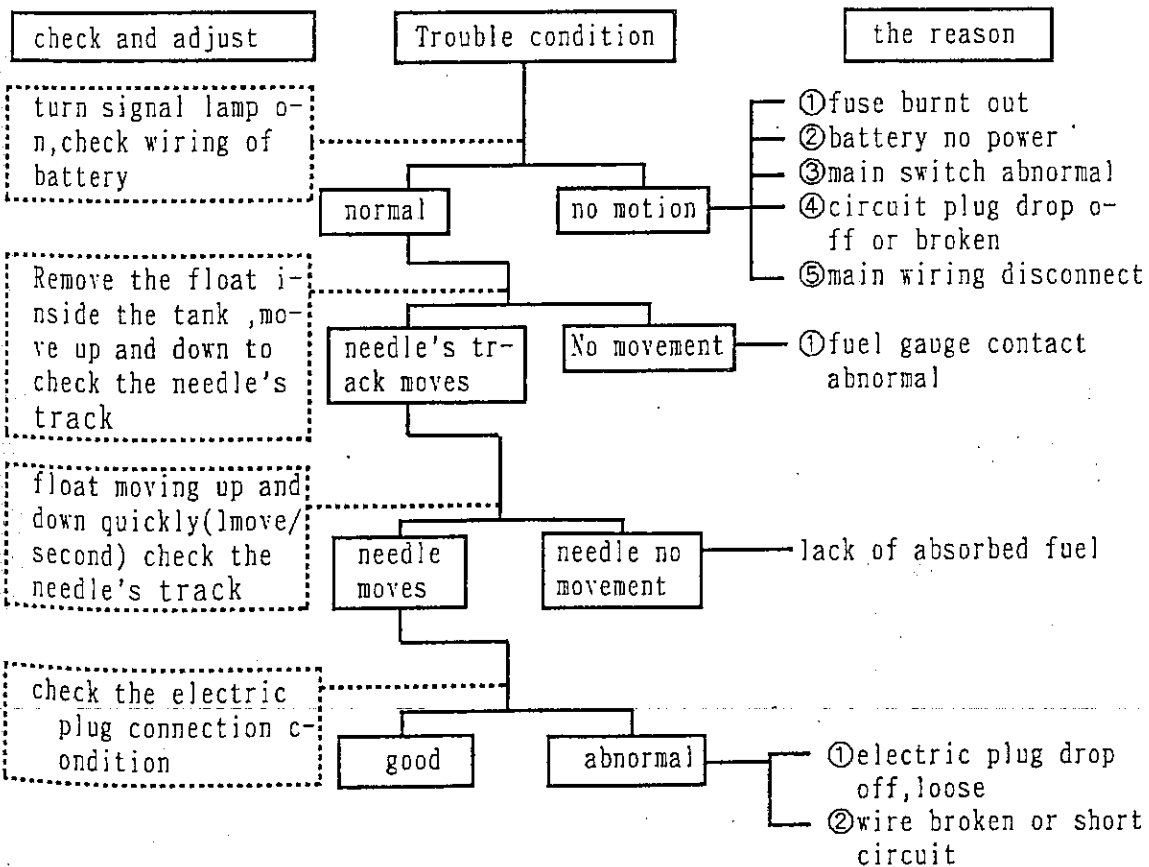 check and adjust
Trouble condition
the reason
turn signal lamp o-
n,check wiring of
battery
normal
no motion
①fuse burnt out
②battery no power
③main switch abnormal
④circuit plug drop o-
ff or broken
⑤main wiring disconnect
Remove the float i-
nside the tank ,mo-
ve up and down to
check the needle's
track
needle's tr-
ack moves
No movement
①fuel gauge contact
abnormal
float moving up and
down quickly(1move/
second) check the
needle's track
needle
moves
needle no
movement
lack of absorbed fuel
check the electric
plug connection c-
ondition
good
abnormal
①electric plug drop
off,loose
②wire broken or short
circuit